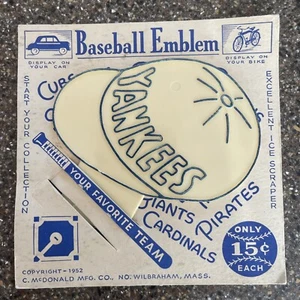 Baseball Emblem
DISPLAY ON
YOUR CAR
DISPLAY ON
YOUR BIKE
START YOUR COLLECTION
EXCELLENT ICE SCRAPER
CUBS
YANKEES
GIANTS
PIRATES
CARDINALS
YOUR FAVORITE TEAM
ONLY
15¢
EACH
COPYRIGHT - 1952
C. McDONALD MFG. CO., NO. WILBRAHAM, MASS.